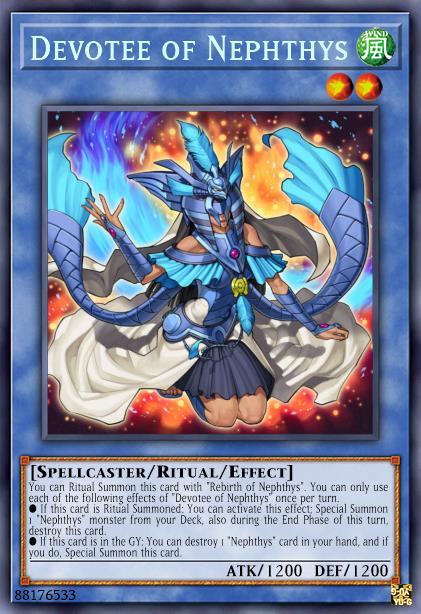 Devotee of Nephthys
WIND
風
[Spellcaster/Ritual/Effect]
You can Ritual Summon this card with "Rebirth of Nephthys". You can only use
each of the following effects of "Devotee of Nephthys" once per turn.
● If this card is Ritual Summoned: You can activate this effect; Special Summon
1 "Nephthys" monster from your Deck, also during the End Phase of this turn,
destroy this card.
● If this card is in the GY: You can destroy 1 "Nephthys" card in your hand, and if
you do, Special Summon this card.
ATK/1200 DEF/1200
88176533